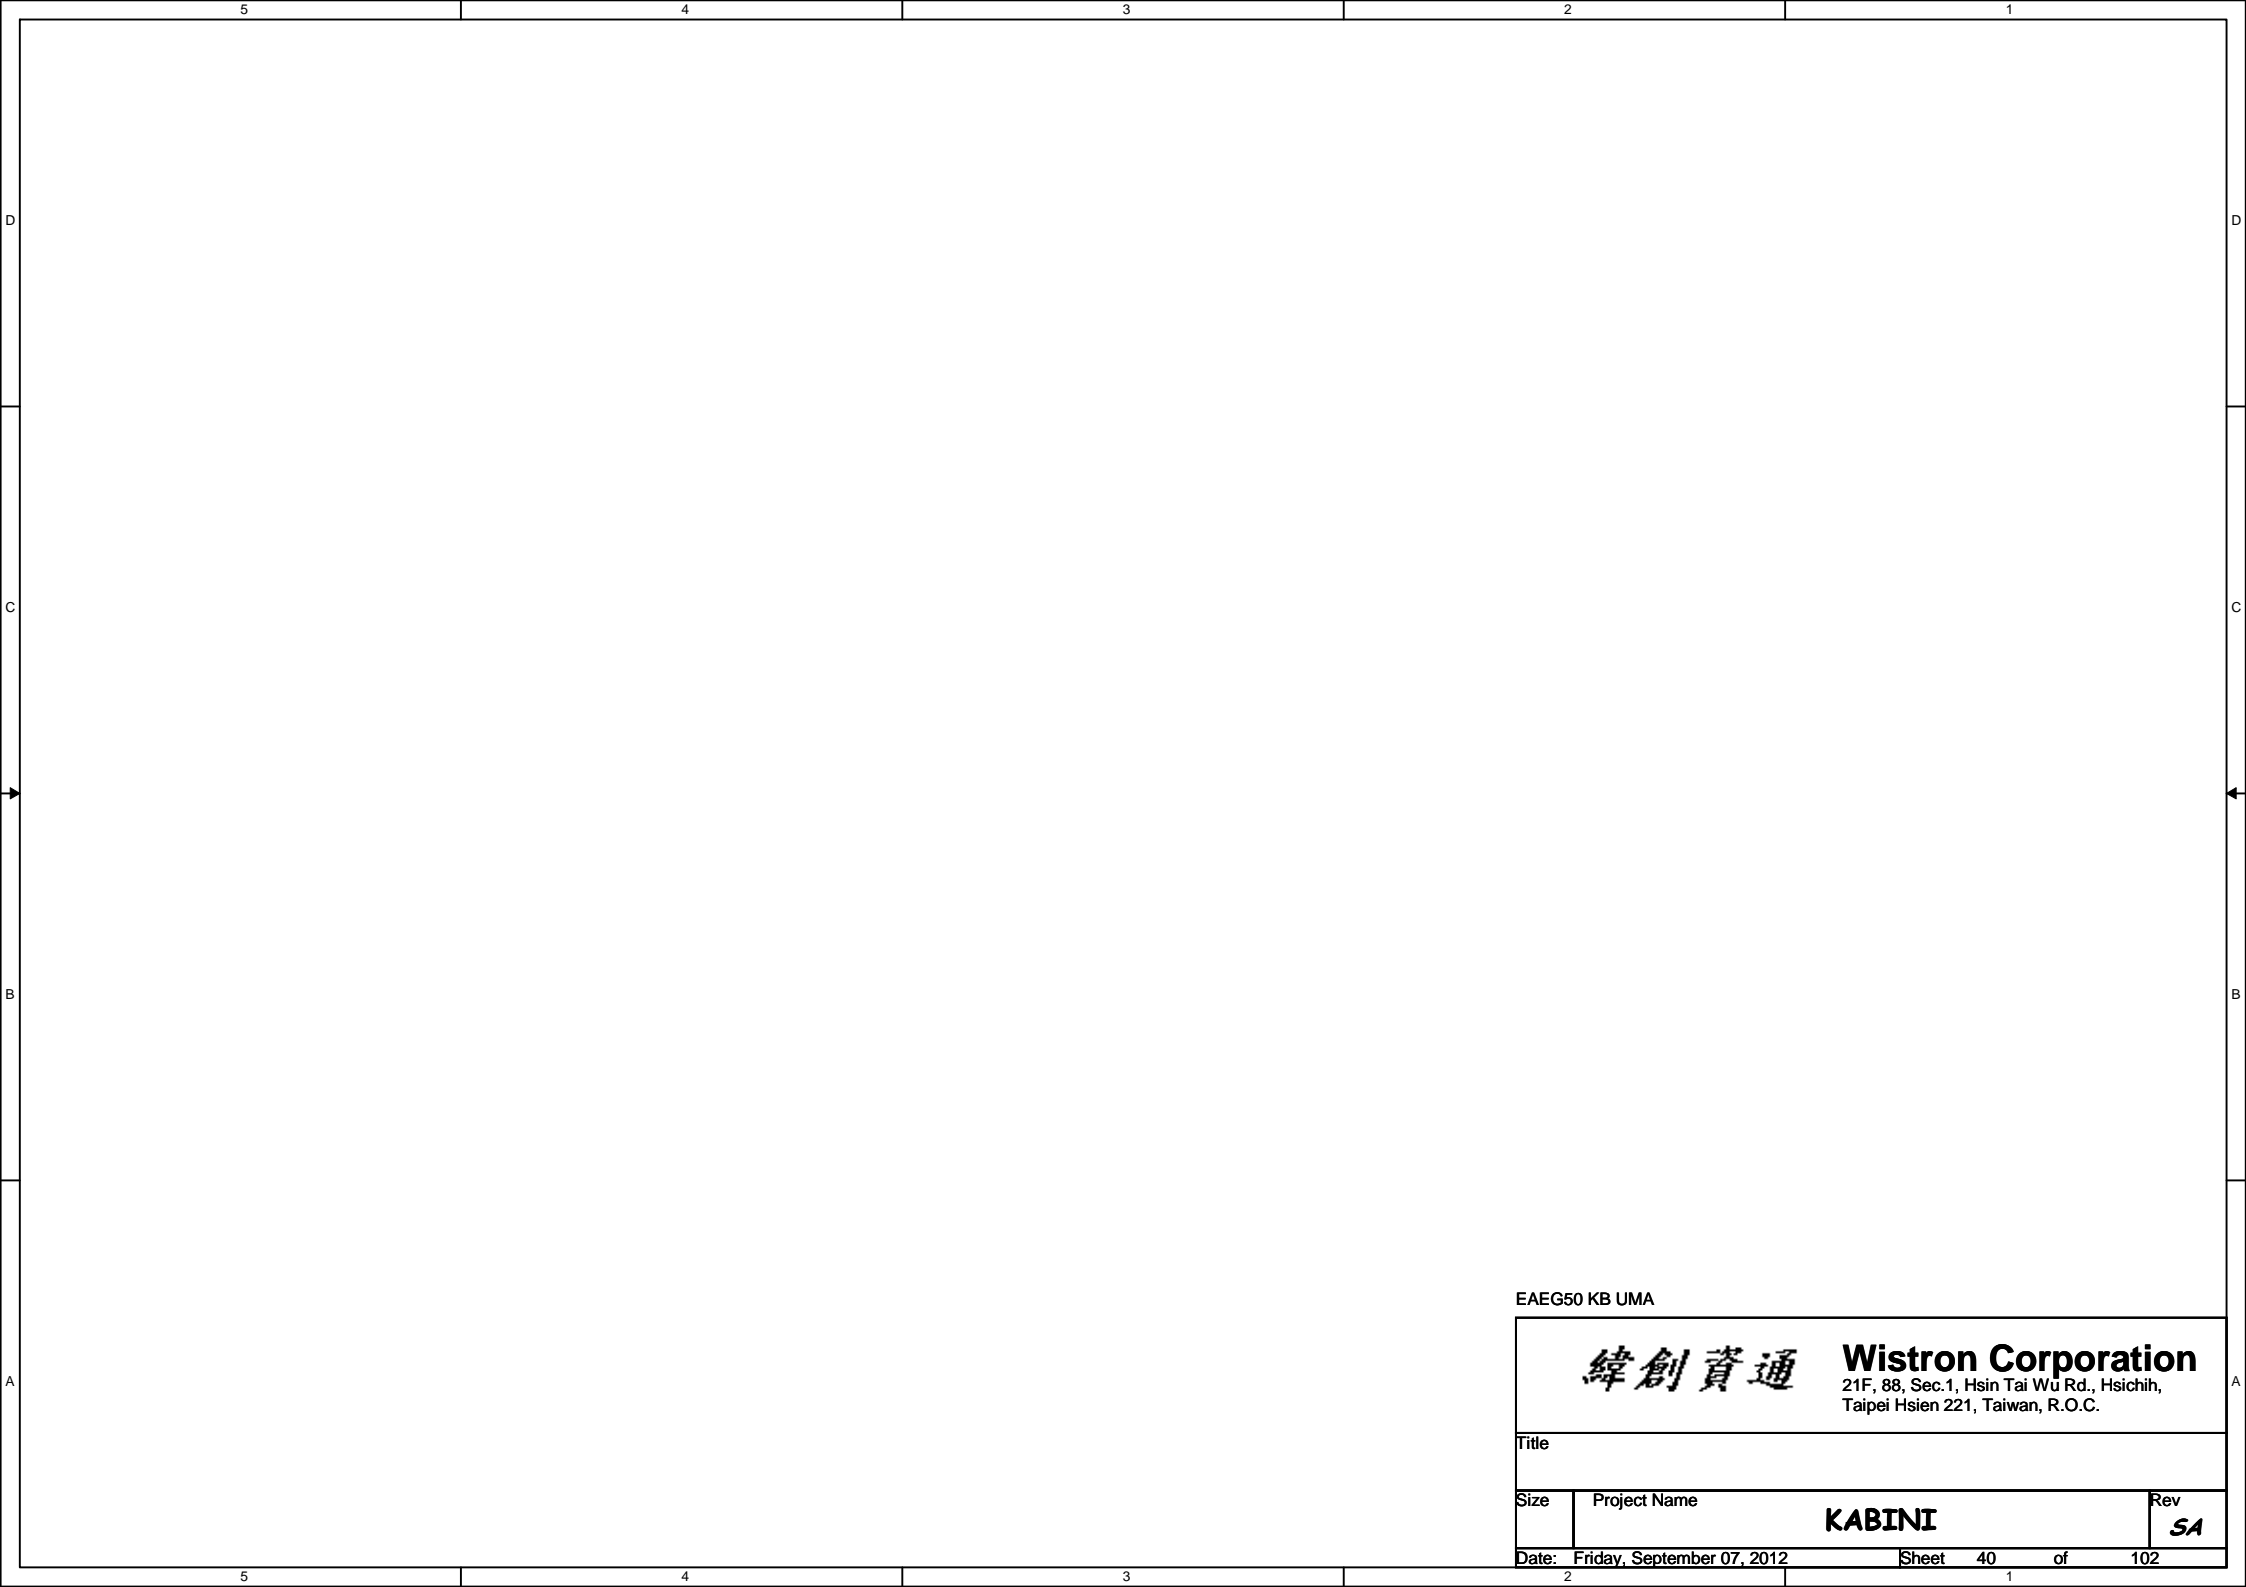 5 4 3 2 1
D D
C C
B B
A A
EAEG50 KB UMA
緯創資通
Wistron Corporation
21F, 88, Sec.1, Hsin Tai Wu Rd., Hsichih,
Taipei Hsien 221, Taiwan, R.O.C.
Title
Size Project Name Rev
KABINI SA
Date: Friday, September 07, 2012 Sheet 40 of 102
5 4 3 2 1